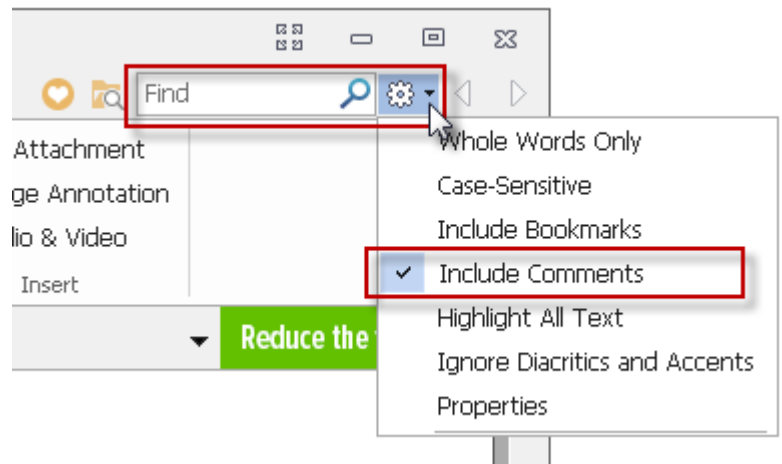 Find
Attachment
ge Annotation
lio & Video
Insert
Reduce the
Whole Words Only
Case-Sensitive
Include Bookmarks
Include Comments
Highlight All Text
Ignore Diacritics and Accents
Properties